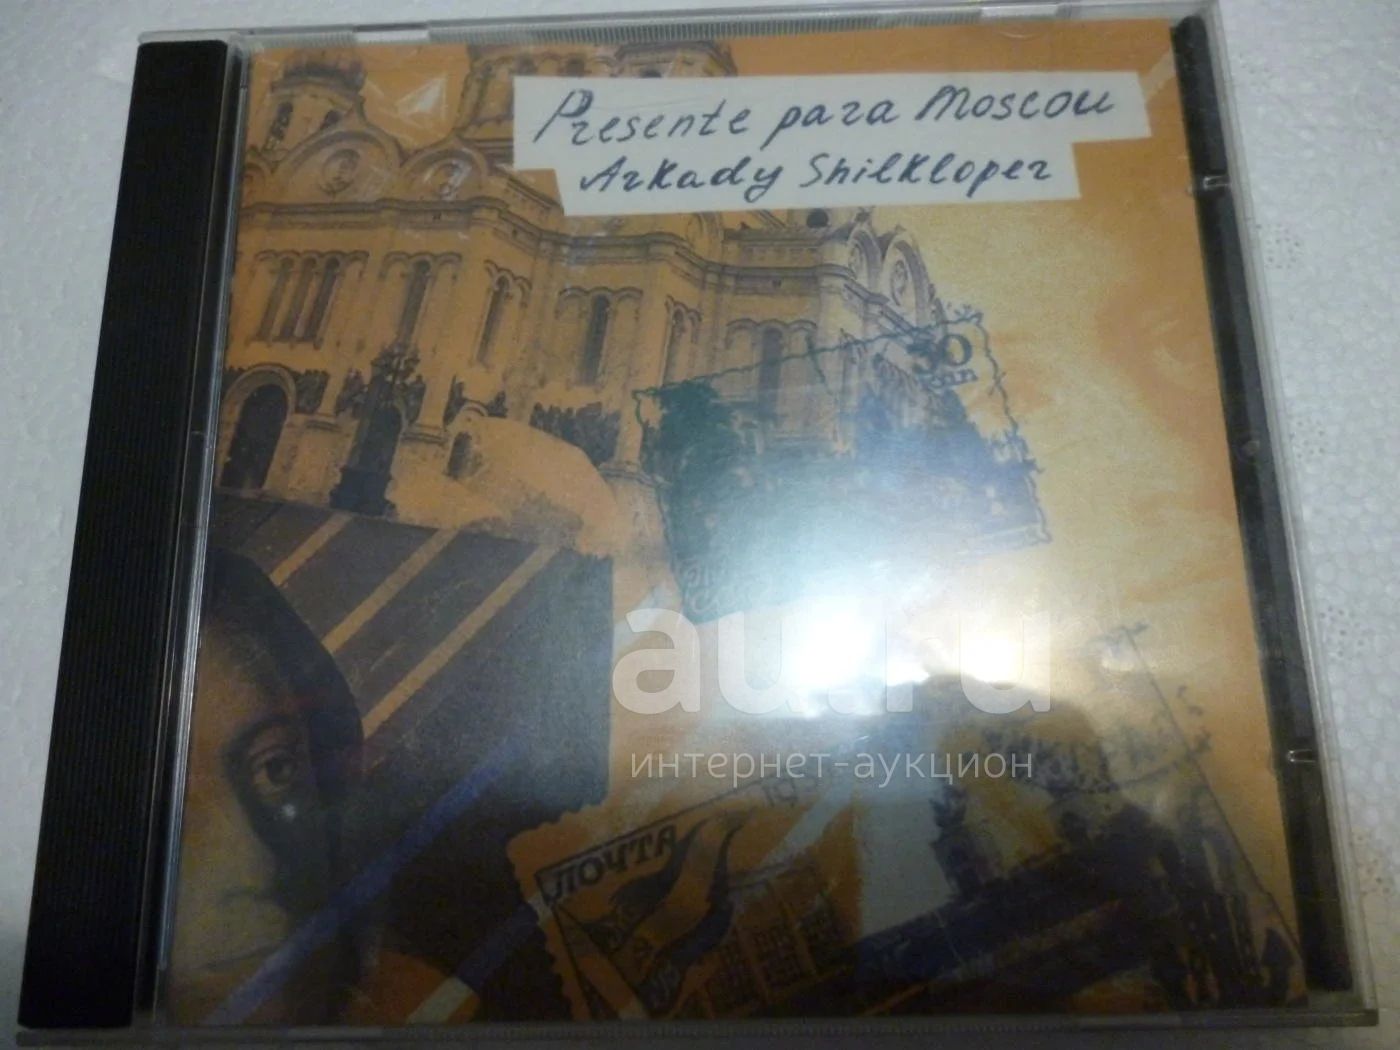 Presente para Moscou
Arkady Shilkloper
30
au.ru
интернет-аукцион
ПОЧТА